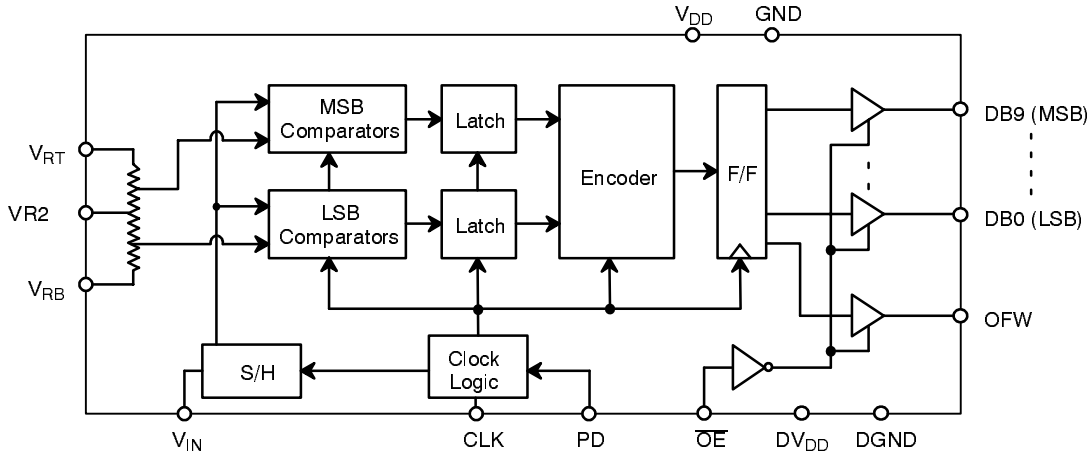 VDD GND
MSB
Comparators
Latch
DB9 (MSB)
VRT
Encoder
F/F
VR2
LSB
Comparators
Latch
DB0 (LSB)
VRB
OFW
S/H
Clock
Logic
VIN CLK PD OE DVDD DGND